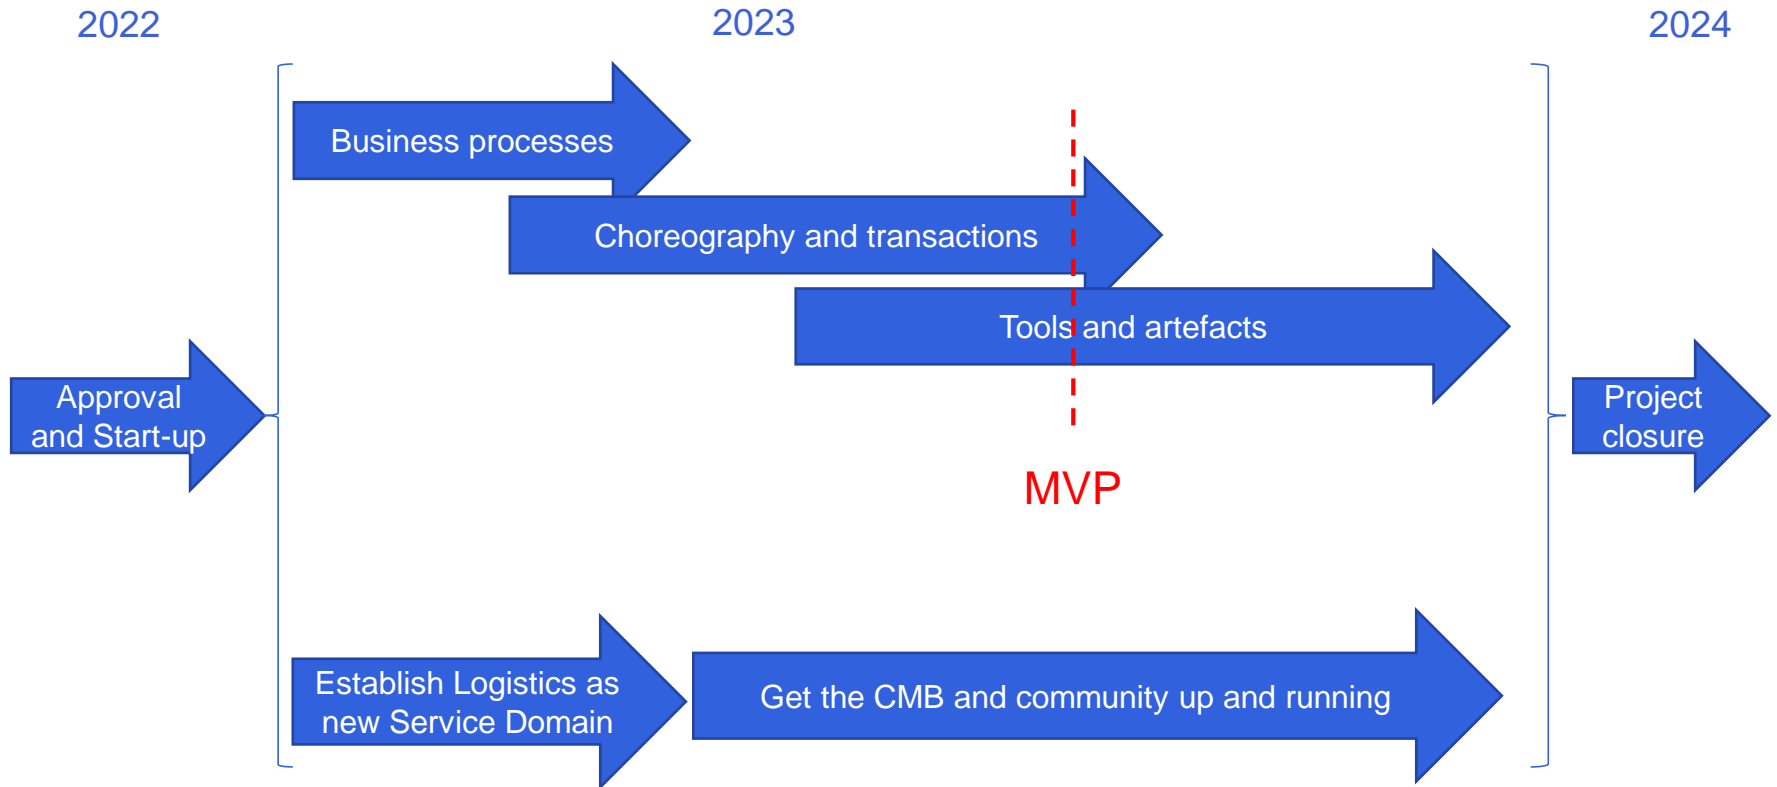 2022
2023
2024
Business processes
Choreography and transactions
Tools and artefacts
Approval
and Start-up
Project
closure
MVP
Establish Logistics as
new Service Domain
Get the CMB and community up and running